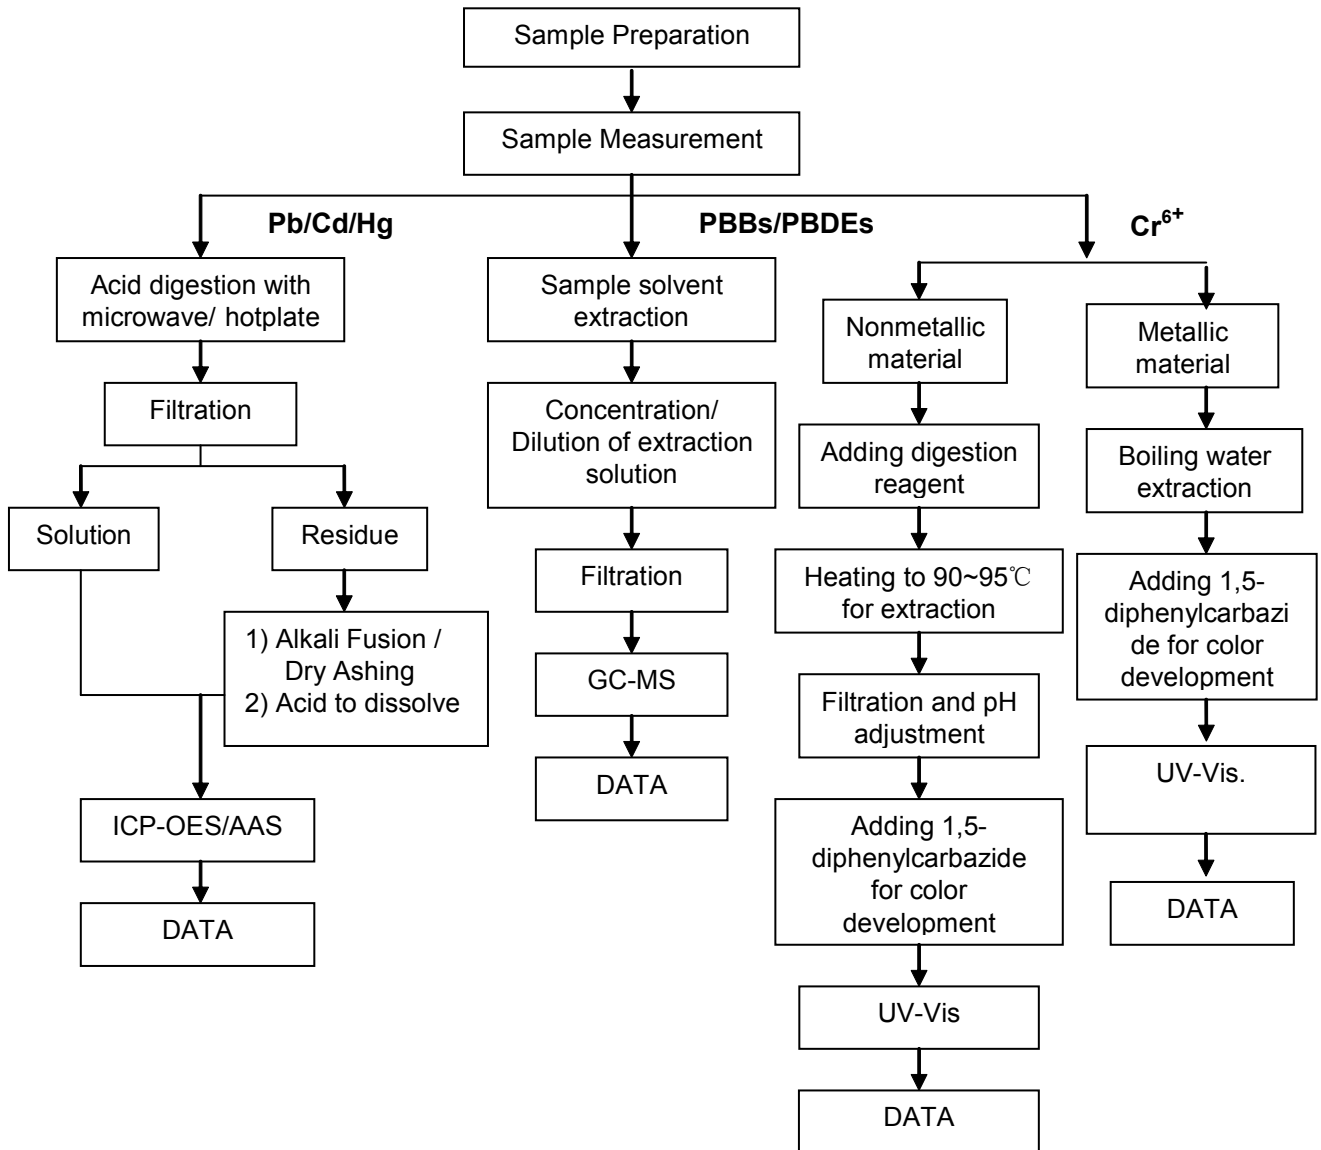 Sample Preparation
Sample Measurement
Pb/Cd/Hg
PBBs/PBDEs
Cr⁶⁺
Acid digestion with
microwave/ hotplate
Filtration
Solution
Residue
1) Alkali Fusion /
Dry Ashing
2) Acid to dissolve
ICP-OES/AAS
DATA
Sample solvent
extraction
Concentration/
Dilution of extraction
solution
Filtration
GC-MS
DATA
Nonmetallic
material
Adding digestion
reagent
Heating to 90~95℃
for extraction
Filtration and pH
adjustment
Adding 1,5-
diphenylcarbazide
for color
development
UV-Vis
DATA
Metallic
material
Boiling water
extraction
Adding 1,5-
diphenylcarbazi
de for color
development
UV-Vis.
DATA